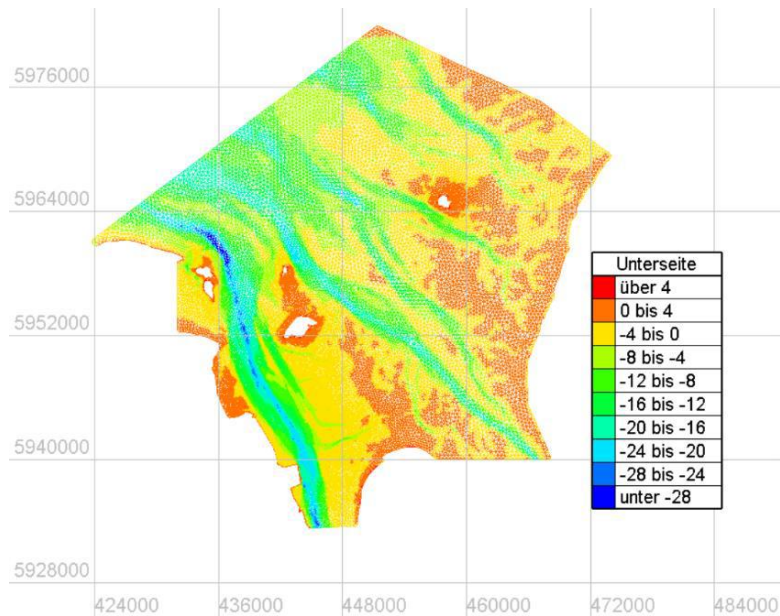 5976000
5964000
5952000
5940000
5928000
424000 436000 448000 460000 472000 484000
Unterseite
über 4
0 bis 4
-4 bis 0
-8 bis -4
-12 bis -8
-16 bis -12
-20 bis -16
-24 bis -20
-28 bis -24
unter -28